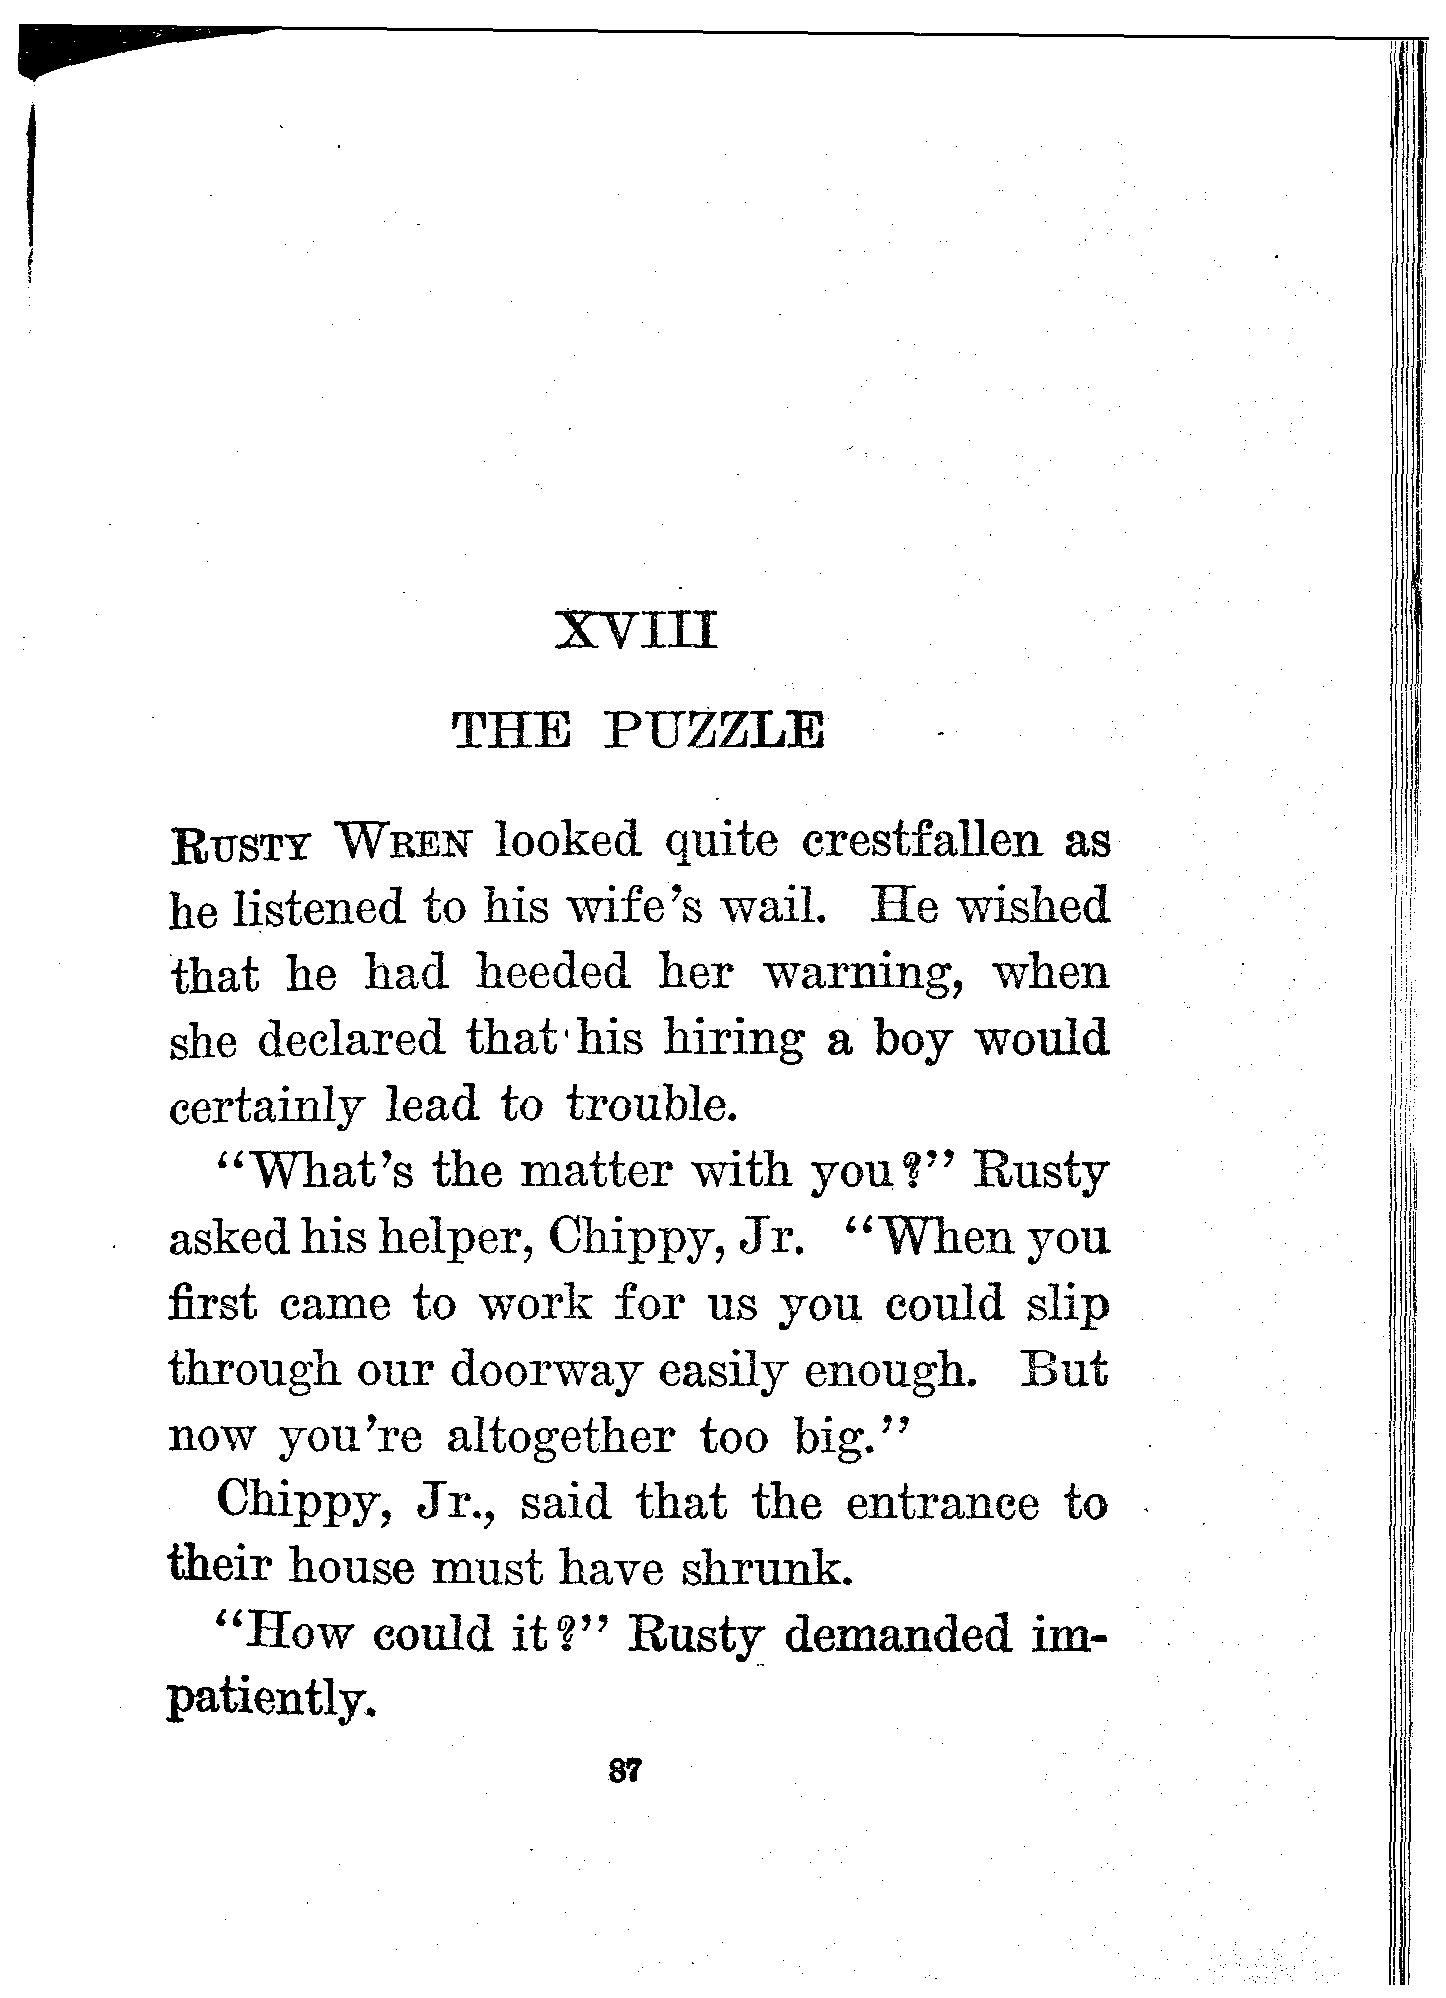 XVIII
THE PUZZLE
RUSTY WREN looked quite crestfallen as
he listened to his wife's wail. He wished
that he had heeded her warning, when
she declared that his hiring a boy would
certainly lead to trouble.
"What's the matter with you?" Rusty
asked his helper, Chippy, Jr. "When you
first came to work for us you could slip
through our doorway easily enough. But
now you're altogether too big."
Chippy, Jr., said that the entrance to
their house must have shrunk.
"How could it?" Rusty demanded im-
patiently.
87